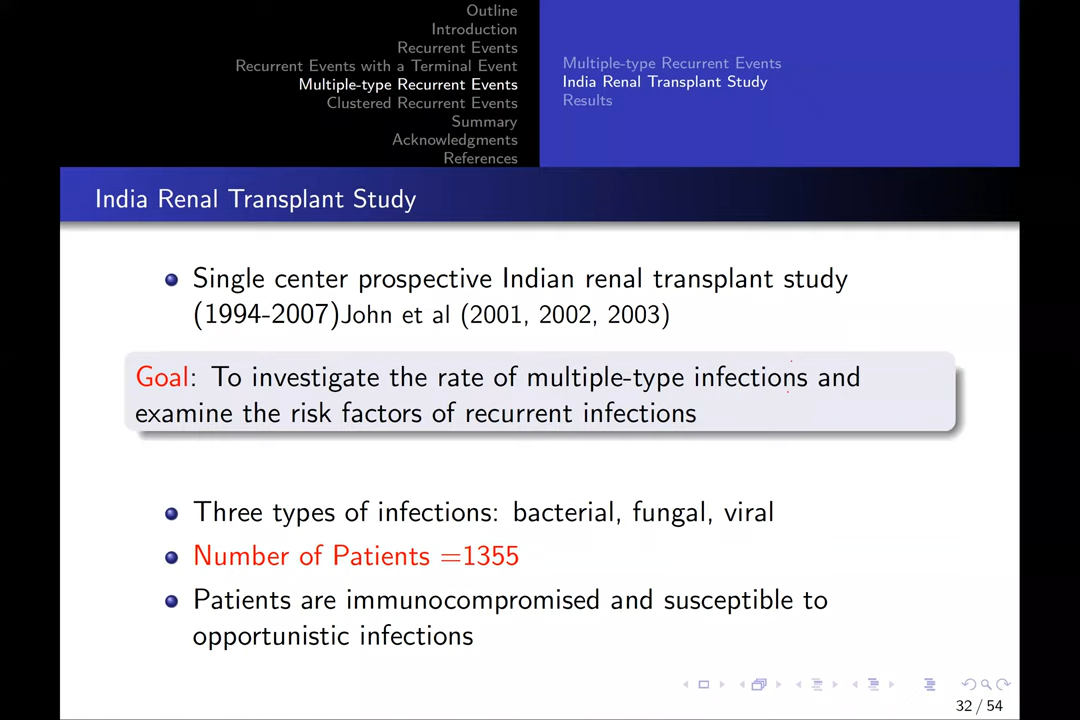 Outline
Introduction
Recurrent Events
Recurrent Events with a Terminal Event
Multiple-type Recurrent Events
Clustered Recurrent Events
Summary
Acknowledgments
References
Multiple-type Recurrent Events
India Renal Transplant Study
Results
India Renal Transplant Study
Single center prospective Indian renal transplant study
(1994-2007)John et al (2001, 2002, 2003)
Goal: To investigate the rate of multiple-type infections and
examine the risk factors of recurrent infections
Three types of infections: bacterial, fungal, viral
Number of Patients =1355
Patients are immunocompromised and susceptible to
opportunistic infections
32 / 54